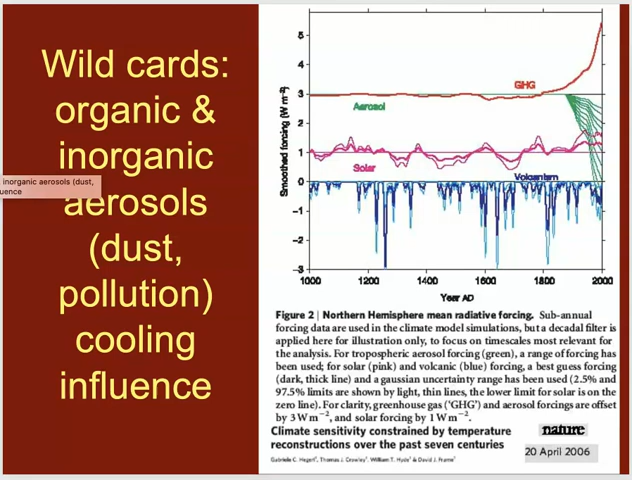 Wild cards:
organic &
inorganic
aerosols
(dust,
pollution)
cooling
influence
inorganic aerosols (dust,
uence
Smoothed forcing (W m⁻²)
5
4
3
2
1
0
−1
−2
−3
GHG
Aerosol
Solar
Volcanism
1000
1200
1400
1600
1800
2000
Year AD
Figure 2 | Northern Hemisphere mean radiative forcing. Sub-annual
forcing data are used in the climate model simulations, but a decadal filter is
applied here for illustration only, to focus on timescales most relevant for
the analysis. For tropospheric aerosol forcing (green), a range of forcing has
been used; for solar (pink) and volcanic (blue) forcing, a best guess forcing
(dark, thick line) and a gaussian uncertainty range has been used (2.5% and
97.5% limits are shown by light, thin lines, the lower limit for solar is on the
zero line). For clarity, greenhouse gas (‘GHG’) and aerosol forcings are offset
by 3 W m⁻², and solar forcing by 1 W m⁻².
Climate sensitivity constrained by temperature
reconstructions over the past seven centuries
nature
20 April 2006
Gabriele C. Hegerl¹, Thomas J. Crowley¹, William T. Hyde¹ & David J. Frame²